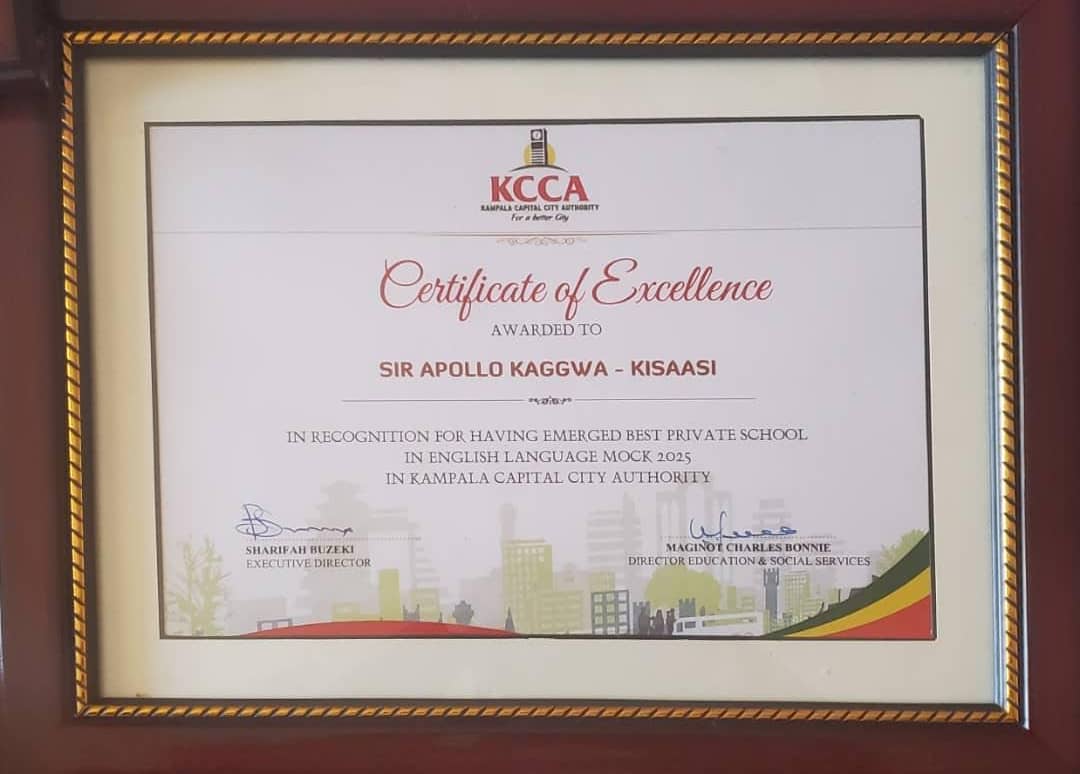 KCCA
KAMPALA CAPITAL CITY AUTHORITY
For a better City
Certificate of Excellence
AWARDED TO
SIR APOLLO KAGGWA - KISAASI
IN RECOGNITION FOR HAVING EMERGED BEST PRIVATE SCHOOL
IN ENGLISH LANGUAGE MOCK 2025
IN KAMPALA CAPITAL CITY AUTHORITY
SHARIFAH BUZEKI
EXECUTIVE DIRECTOR
MAGINOT CHARLES BONNIE
DIRECTOR EDUCATION & SOCIAL SERVICES